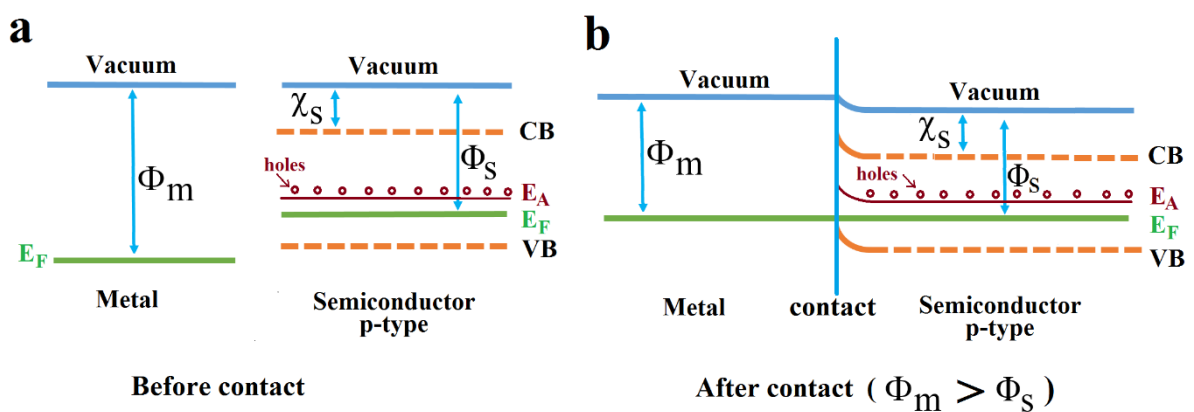 a
Vacuum
Vacuum
χS
CB
Φm
Φs
holes
EA
EF
EF
VB
Metal
Semiconductor
p-type
Before contact
b
Vacuum
Vacuum
χS
CB
Φm
holes
Φs
EA
EF
VB
Metal
contact
Semiconductor
p-type
After contact ( Φm > Φs )